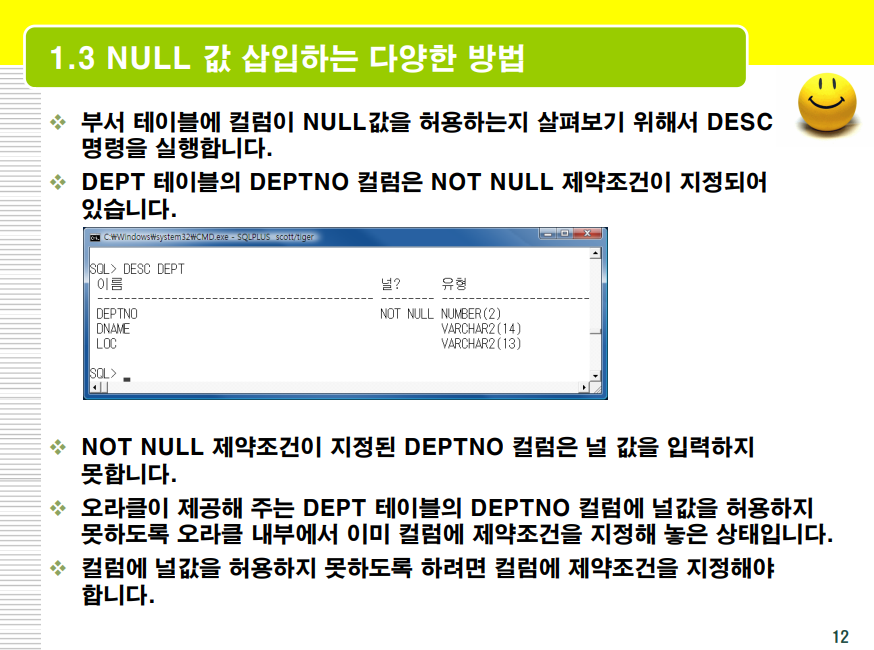 1.3 NULL 값 삽입하는 다양한 방법
부서 테이블에 컬럼이 NULL값을 허용하는지 살펴보기 위해서 DESC
명령을 실행합니다.
DEPT 테이블의 DEPTNO 컬럼은 NOT NULL 제약조건이 지정되어
있습니다.
C:₩Windows₩system32₩CMD.exe - SQLPLUS scott/tiger
SQL> DESC DEPT
이름 널? 유형
----------------------------------------- -------- ----------------------
DEPTNO NOT NULL NUMBER(2)
DNAME VARCHAR2(14)
LOC VARCHAR2(13)
SQL> _
NOT NULL 제약조건이 지정된 DEPTNO 컬럼은 널 값을 입력하지
못합니다.
오라클이 제공해 주는 DEPT 테이블의 DEPTNO 컬럼에 널값을 허용하지
못하도록 오라클 내부에서 이미 컬럼에 제약조건을 지정해 놓은 상태입니다.
컬럼에 널값을 허용하지 못하도록 하려면 컬럼에 제약조건을 지정해야
합니다.
12